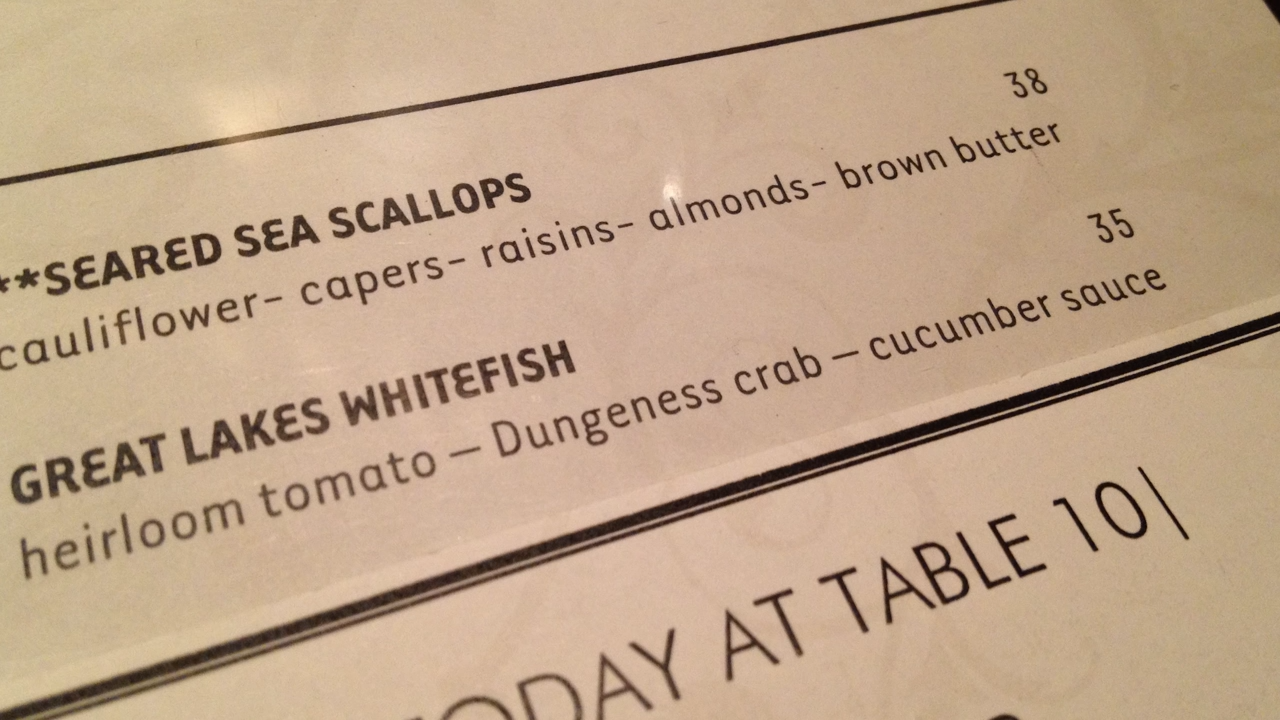 38
**SEARED SEA SCALLOPS
cauliflower- capers- raisins- almonds- brown butter
35
GREAT LAKES WHITEFISH
heirloom tomato – Dungeness crab – cucumber sauce
TODAY AT TABLE 10|